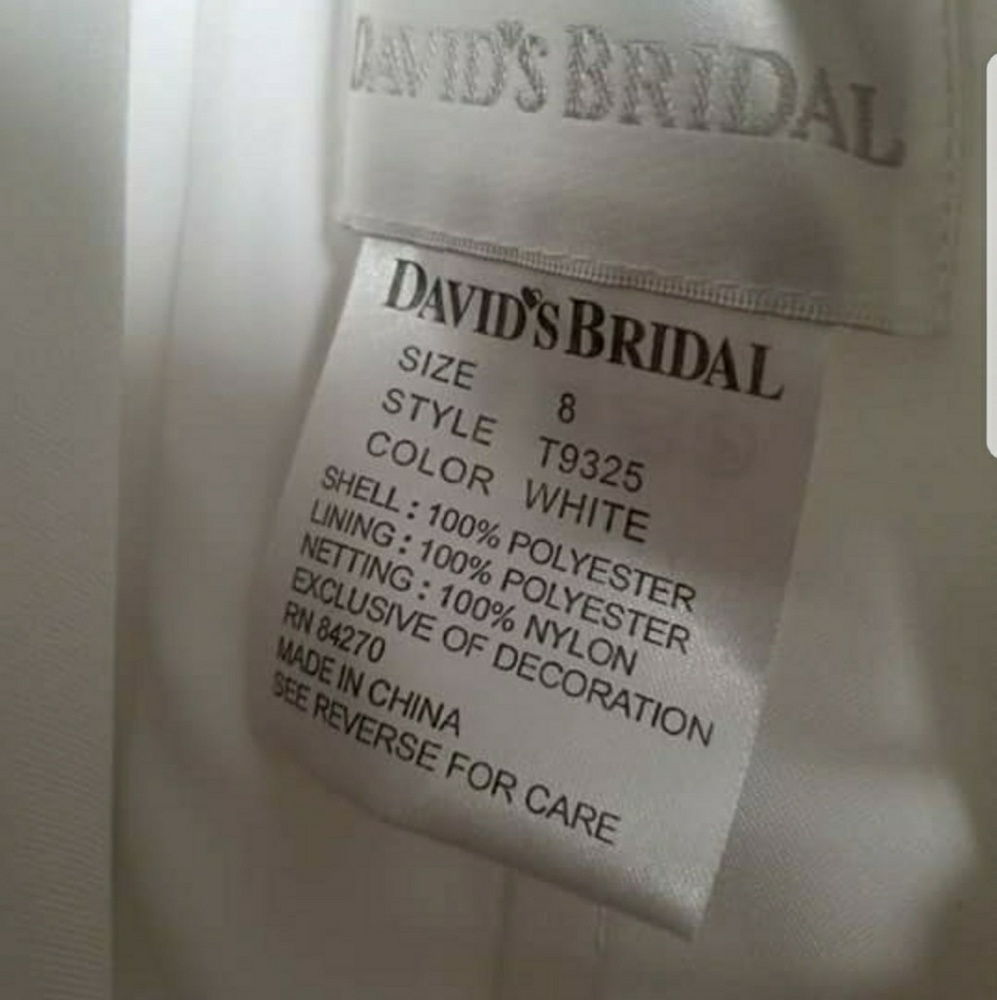 DAVID'S BRIDAL
DAVID'S BRIDAL
SIZE 8
STYLE T9325
COLOR WHITE
SHELL : 100% POLYESTER
LINING : 100% POLYESTER
NETTING : 100% NYLON
EXCLUSIVE OF DECORATION
RN 84270
MADE IN CHINA
SEE REVERSE FOR CARE